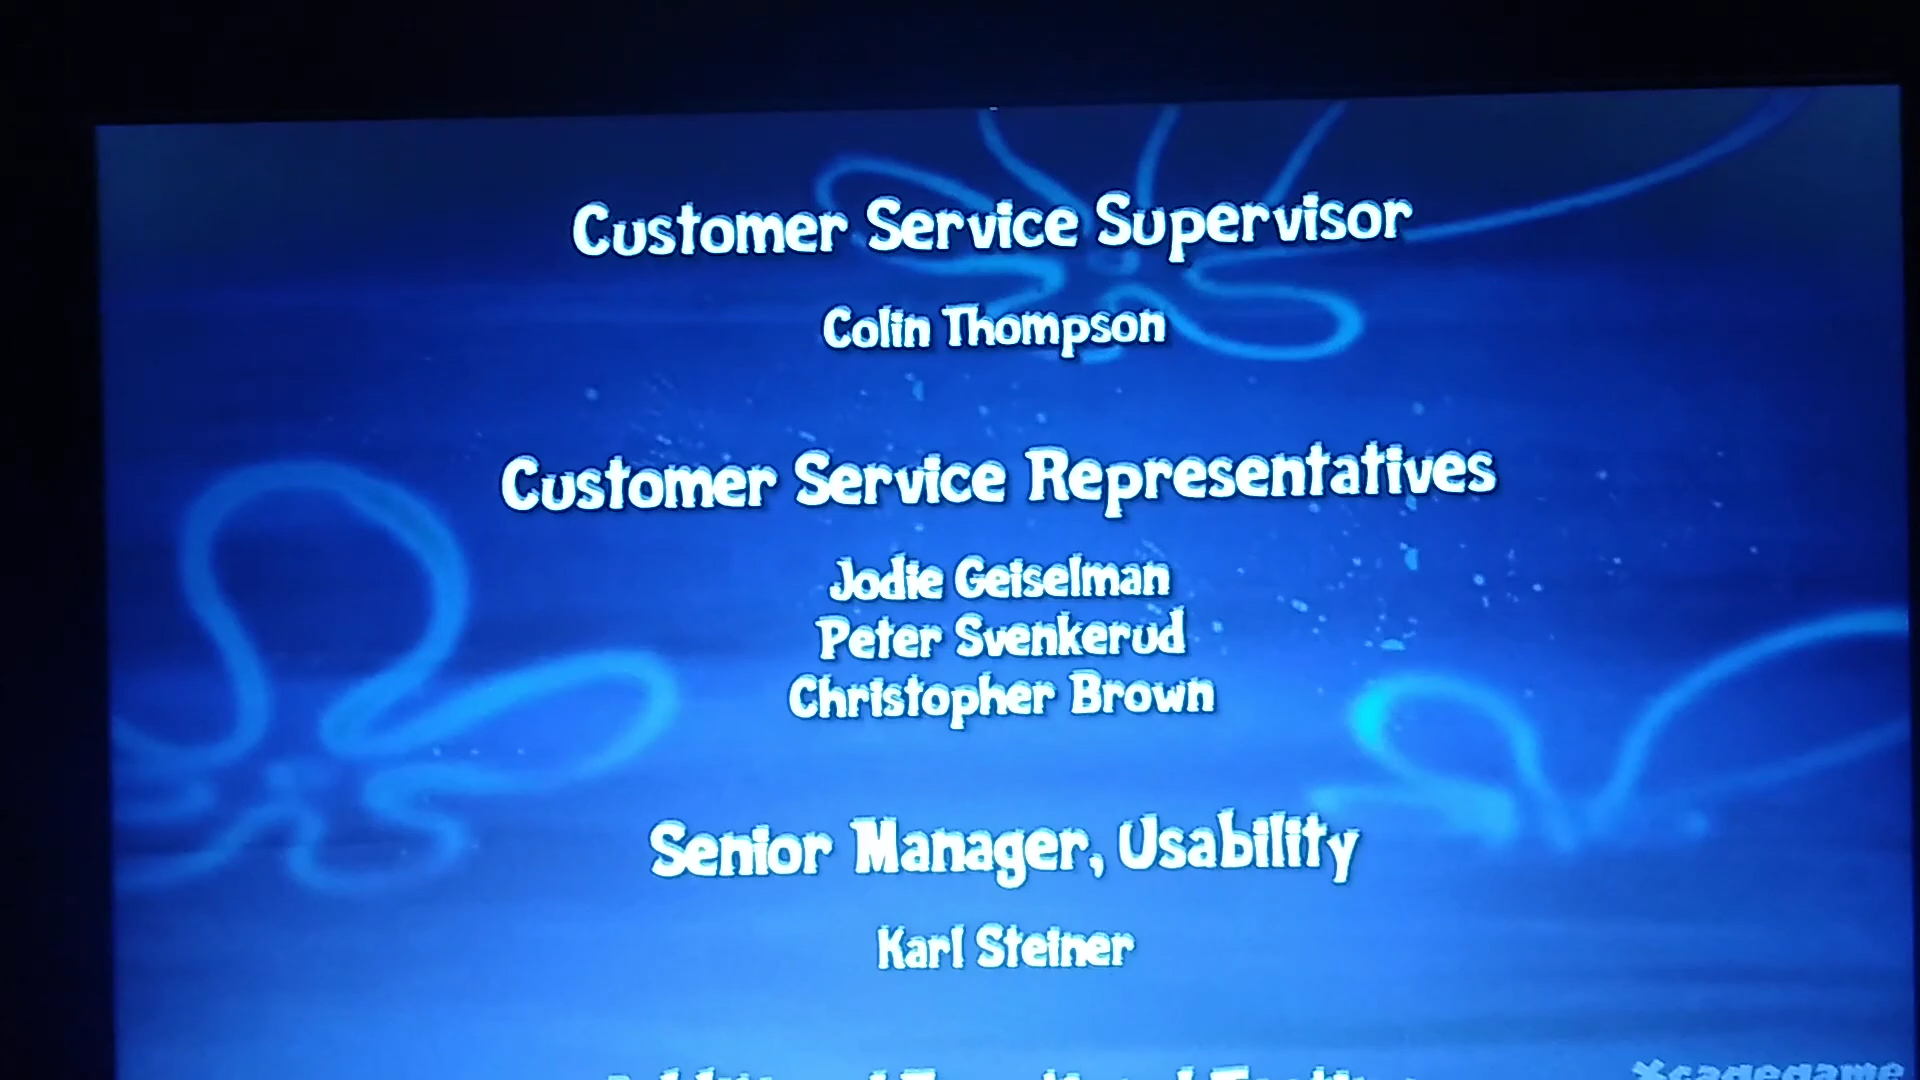 Customer Service Supervisor
Colin Thompson
Customer Service Representatives
Jodie Geiselman
Peter Svenkerud
Christopher Brown
Senior Manager, Usability
Karl Steiner